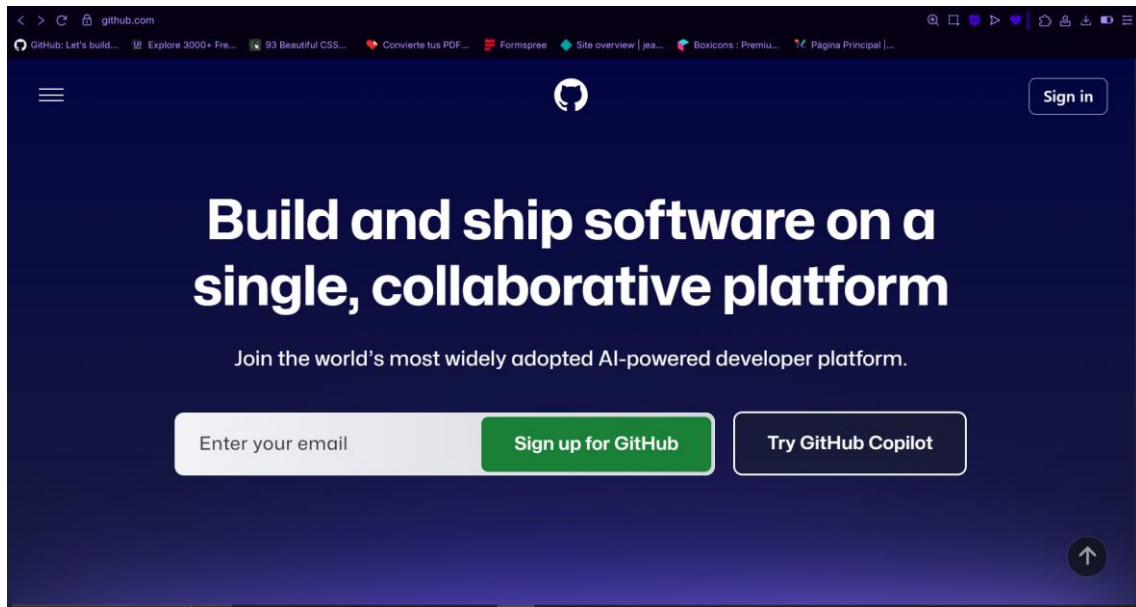 github.com
GitHub: Let's build... Explore 3000+ Fre... 93 Beautiful CSS... Convierte tus PDF... Formspree Site overview | jea... Boxicons : Premiu... Página Principal |...
Sign in
Build and ship software on a
single, collaborative platform
Join the world's most widely adopted AI-powered developer platform.
Enter your email Sign up for GitHub Try GitHub Copilot